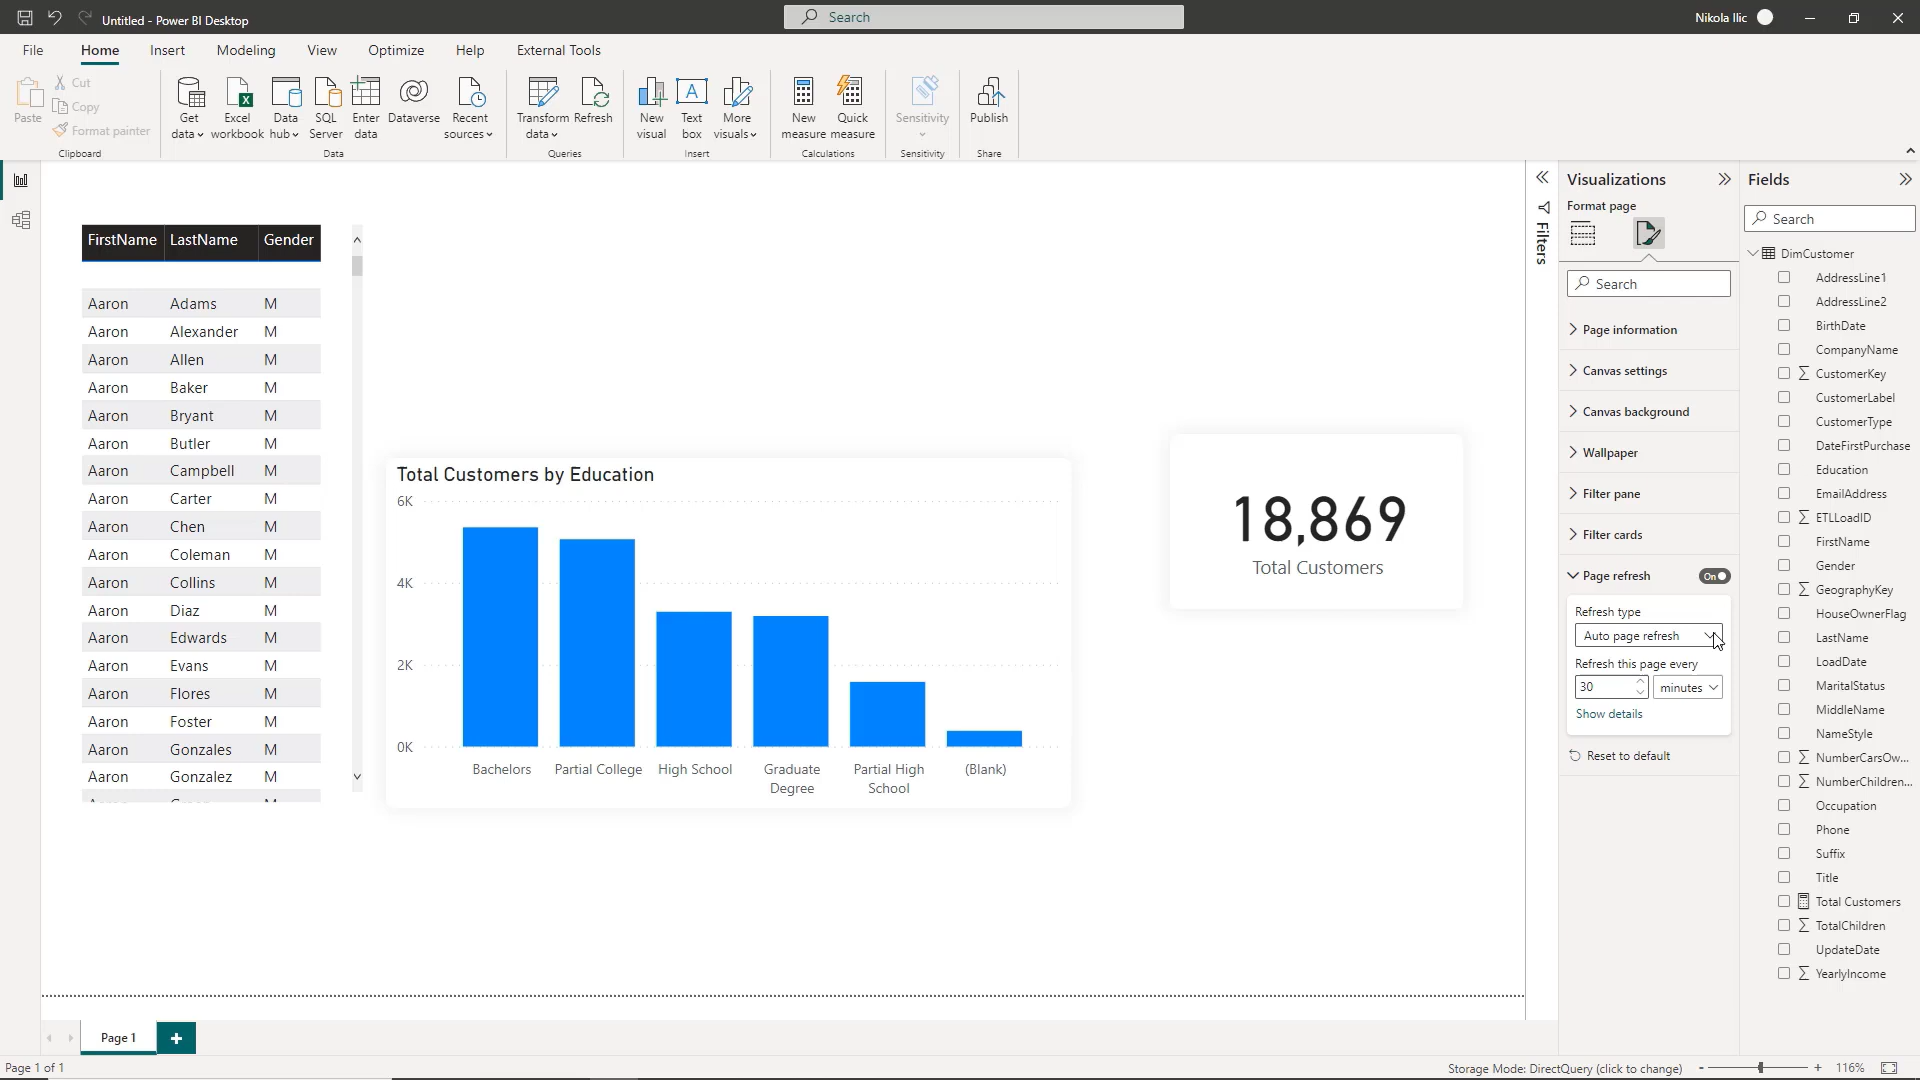 Untitled - Power BI Desktop
Search
Nikola Ilic
File Home Insert Modeling View Optimize Help External Tools
Paste
Cut
Copy
Format painter
Clipboard
Get data
Excel workbook
Data hub
SQL Server
Enter data
Dataverse
Recent sources
Data
Transform data
Refresh
Queries
New visual
Text box
More visuals
Insert
New measure
Quick measure
Calculations
Sensitivity
Sensitivity
Publish
Share
FirstName LastName Gender
Aaron Adams M
Aaron Alexander M
Aaron Allen M
Aaron Baker M
Aaron Bryant M
Aaron Butler M
Aaron Campbell M
Aaron Carter M
Aaron Chen M
Aaron Coleman M
Aaron Collins M
Aaron Diaz M
Aaron Edwards M
Aaron Evans M
Aaron Flores M
Aaron Foster M
Aaron Gonzales M
Aaron Gonzalez M
Total Customers by Education
6K
4K
2K
0K
Bachelors
Partial College
High School
Graduate Degree
Partial High School
(Blank)
18,869
Total Customers
Filters
Visualizations
Format page
Search
Page information
Canvas settings
Canvas background
Wallpaper
Filter pane
Filter cards
Page refresh On
Refresh type
Auto page refresh
Refresh this page every
30 minutes
Show details
Reset to default
Fields
Search
DimCustomer
AddressLine1
AddressLine2
BirthDate
CompanyName
CustomerKey
CustomerLabel
CustomerType
DateFirstPurchase
Education
EmailAddress
ETLLoadID
FirstName
Gender
GeographyKey
HouseOwnerFlag
LastName
LoadDate
MaritalStatus
MiddleName
NameStyle
NumberCarsOw...
NumberChildren...
Occupation
Phone
Suffix
Title
Total Customers
TotalChildren
UpdateDate
YearlyIncome
Page 1
Page 1 of 1
Storage Mode: DirectQuery (click to change)
- + 116%